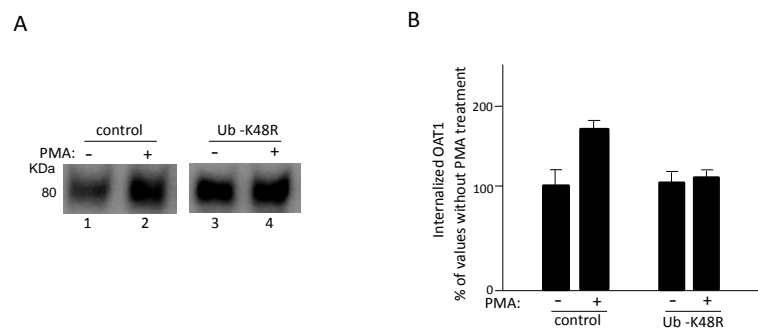 A
control
Ub -K48R
PMA: - + - +
KDa
80
1 2 3 4
B
Internalized OAT1
% of values without PMA treatment
200
100
0
PMA: - + - +
control Ub -K48R